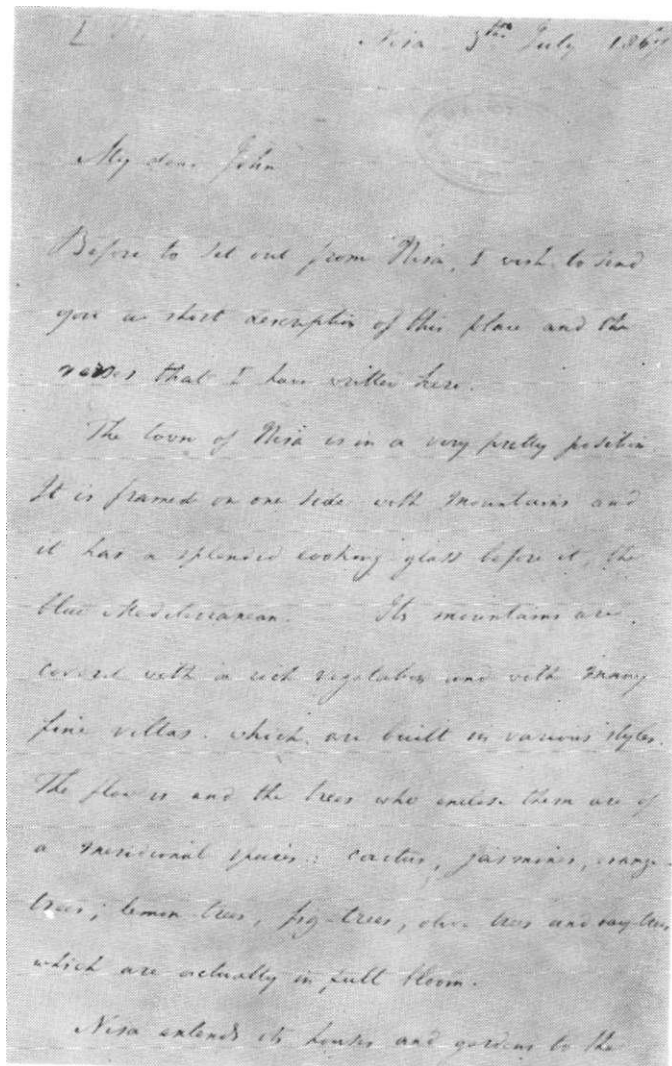 Nisa 5th July 186
My dear John
Before to set out from Nisa, I wish to send
you a short description of this place and the
verses that I have written here.
The town of Nisa is in a very pretty position
It is framed on one side with mountains and
it has a splended looking glass before it, the
blue Mediterranean. Its mountains are
covered with a rich vegetation and with many
fine villas. which are built in various styles.
The flowers and the trees who enclose them are of
a meridional species: cactus, jasmines, orange-
trees; lemon-trees, fig-trees, olive trees and
which are actually in full bloom.
Nisa extends its houses and gardens to the